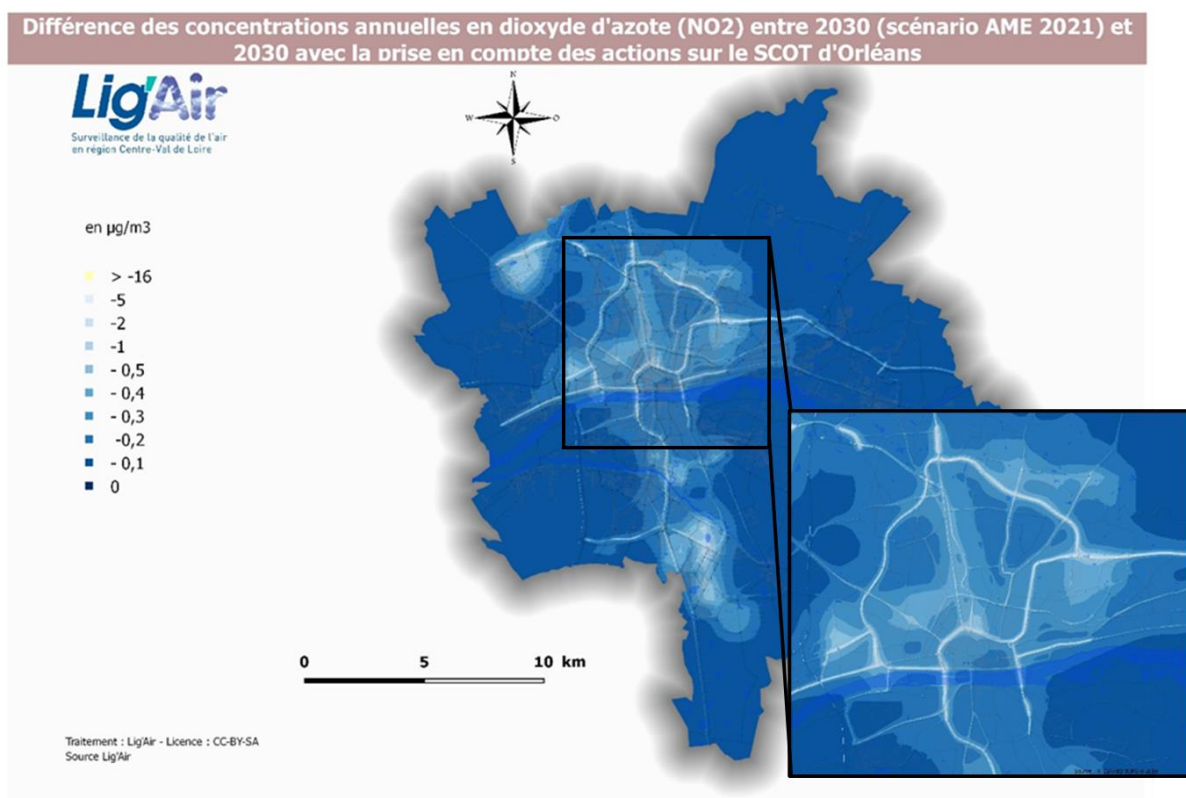 Différence des concentrations annuelles en dioxyde d'azote (NO2) entre 2030 (scénario AME 2021) et
2030 avec la prise en compte des actions sur le SCOT d'Orléans
Lig'Air
Surveillance de la qualité de l'air
en région Centre-Val de Loire
N
W
O
S
en µg/m3
> -16
-5
-2
-1
- 0,5
- 0,4
- 0,3
-0,2
- 0,1
0
0 5 10 km
Traitement : Lig'Air - Licence : CC-BY-SA
Source Lig'Air